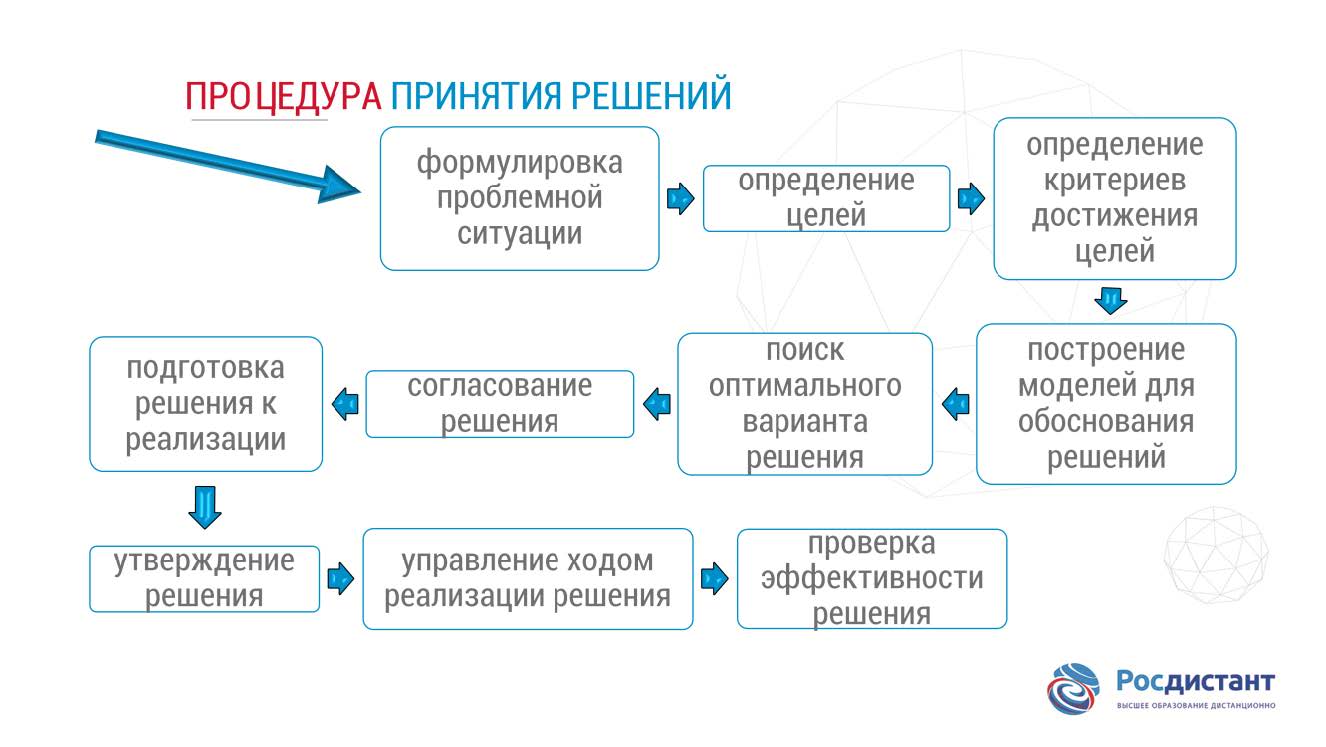 ПРОЦЕДУРА ПРИНЯТИЯ РЕШЕНИЙ
формулировка
проблемной
ситуации
определение
целей
определение
критериев
достижения
целей
построение
моделей для
обоснования
решений
поиск
оптимального
варианта
решения
согласование
решения
подготовка
решения к
реализации
утверждение
решения
управление ходом
реализации решения
проверка
эффективности
решения
Росдистант
ВЫСШЕЕ ОБРАЗОВАНИЕ ДИСТАНЦИОННО